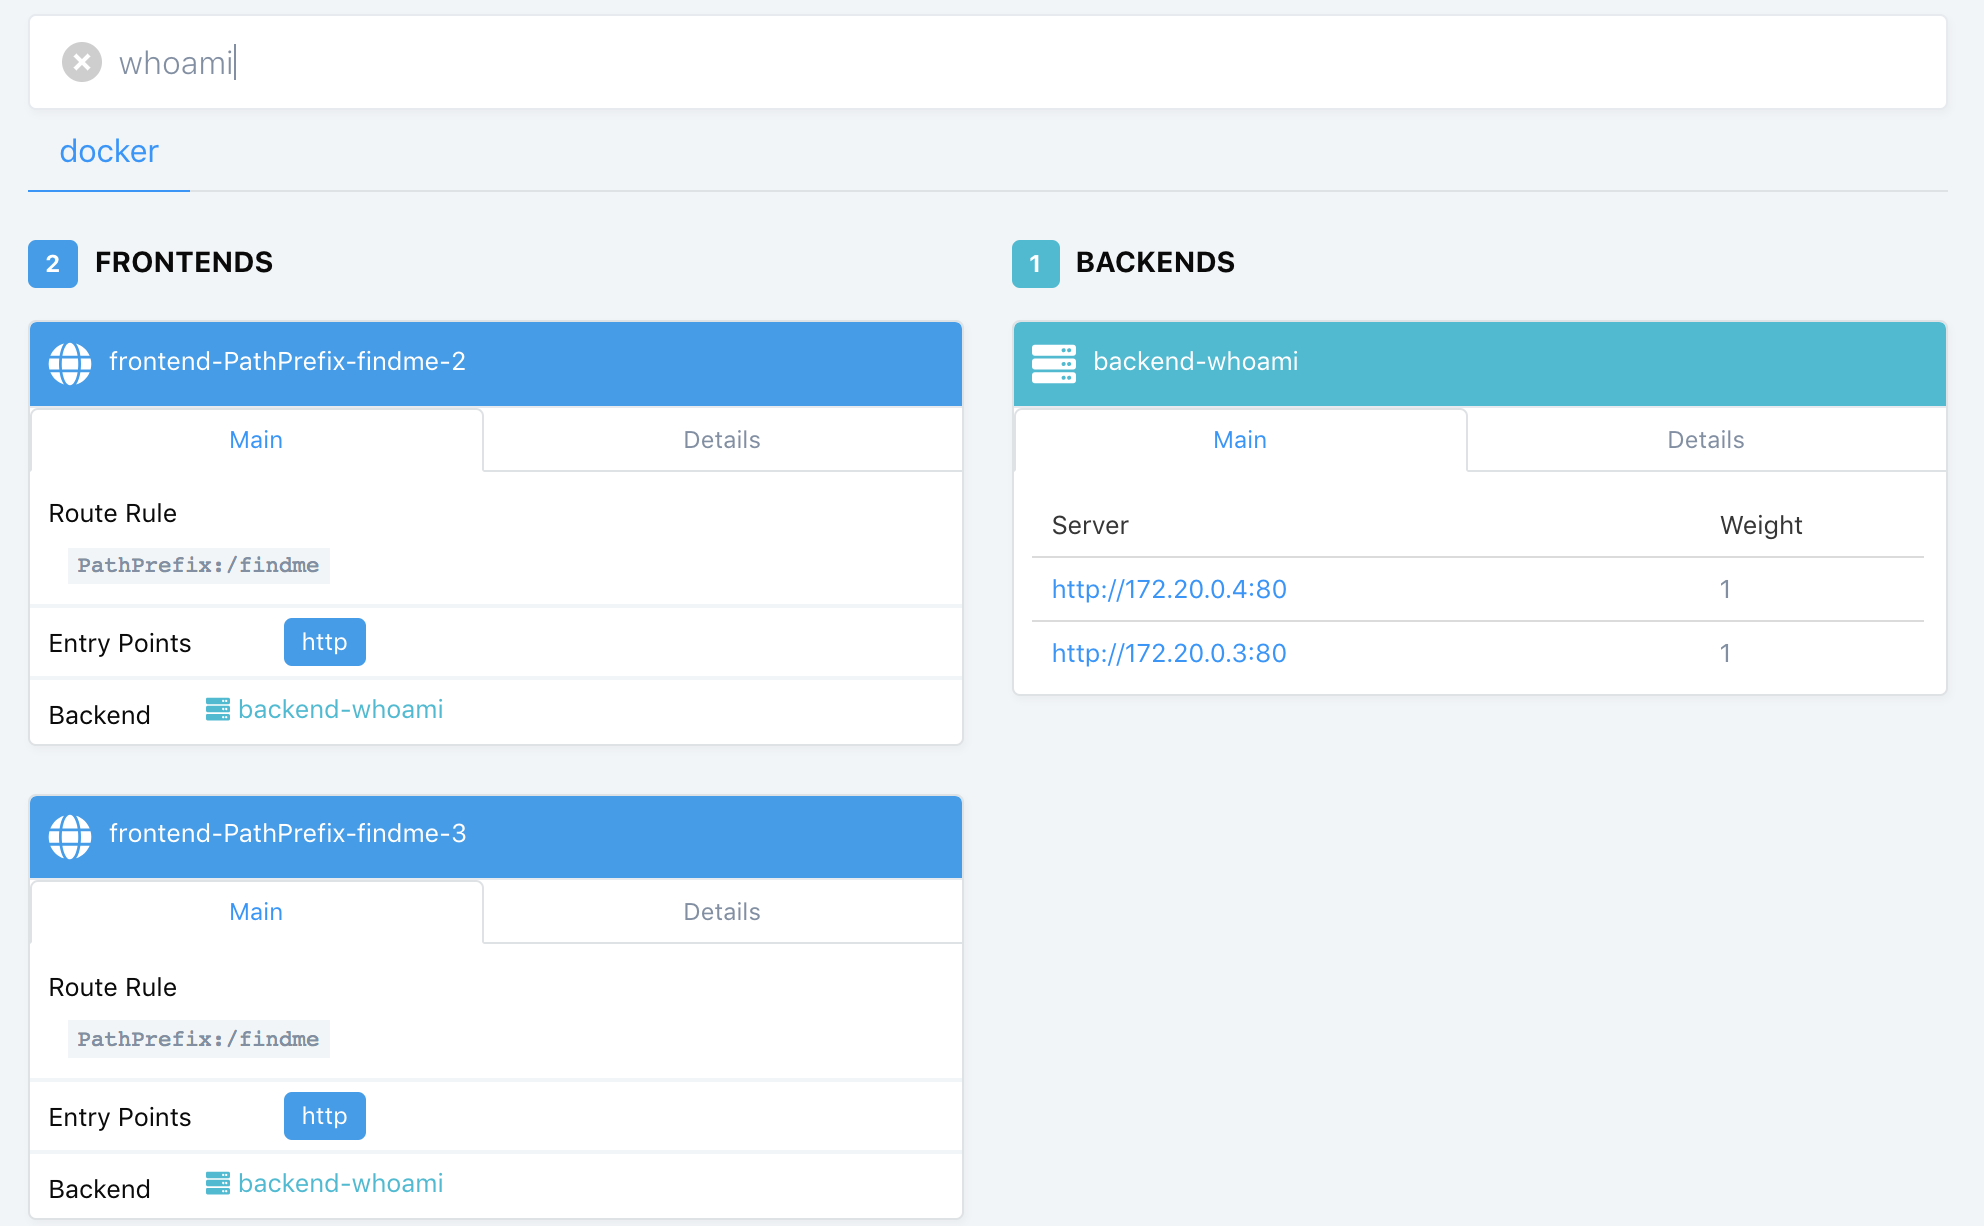 whoami
docker
2 FRONTENDS
frontend-PathPrefix-findme-2
Main Details
Route Rule
PathPrefix:/findme
Entry Points http
Backend backend-whoami
frontend-PathPrefix-findme-3
Main Details
Route Rule
PathPrefix:/findme
Entry Points http
Backend backend-whoami
1 BACKENDS
backend-whoami
Main Details
Server Weight
http://172.20.0.4:80 1
http://172.20.0.3:80 1